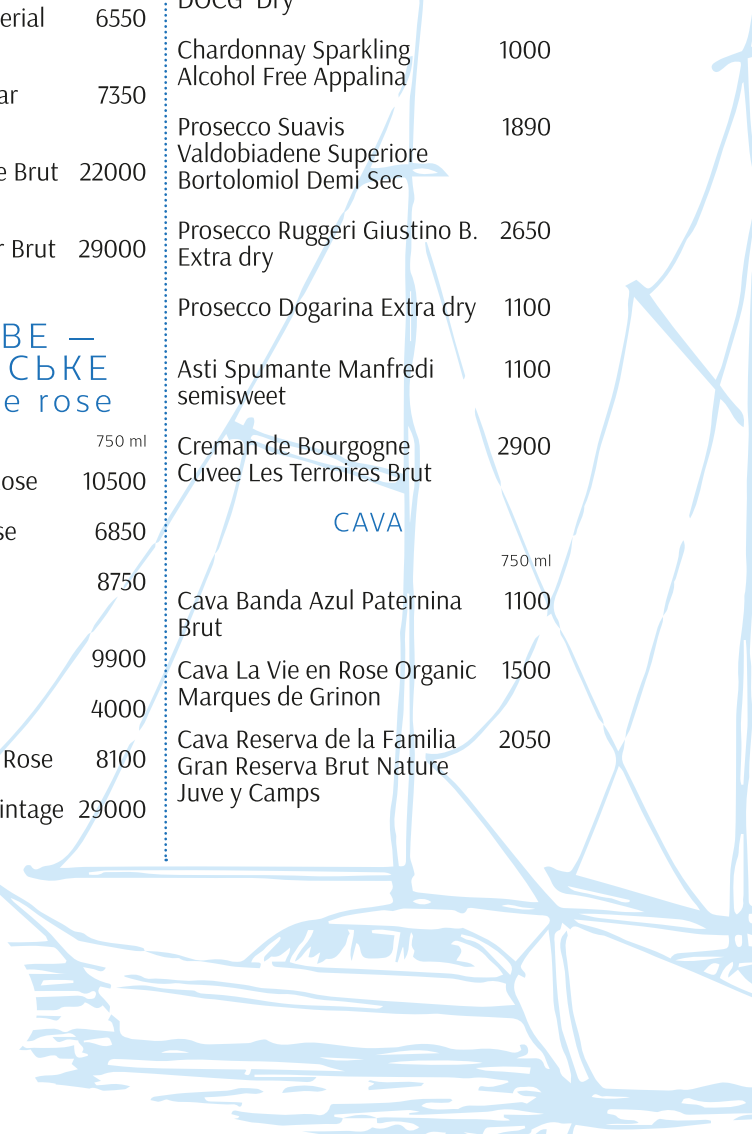 erial 6550
ar 7350
e Brut 22000
r Brut 29000
ВЕ —
СЬКЕ
e rose
750 ml
ose 10500
se 6850
8750
9900
4000
Rose 8100
intage 29000
DOCG Dry
Chardonnay Sparkling 1000
Alcohol Free Appalina
Prosecco Suavis 1890
Valdobiadene Superiore
Bortolomiol Demi Sec
Prosecco Ruggeri Giustino B. 2650
Extra dry
Prosecco Dogarina Extra dry 1100
Asti Spumante Manfredi 1100
semisweet
Creman de Bourgogne 2900
Cuvee Les Terroires Brut
CAVA
750 ml
Cava Banda Azul Paternina 1100
Brut
Cava La Vie en Rose Organic 1500
Marques de Grinon
Cava Reserva de la Familia 2050
Gran Reserva Brut Nature
Juve y Camps